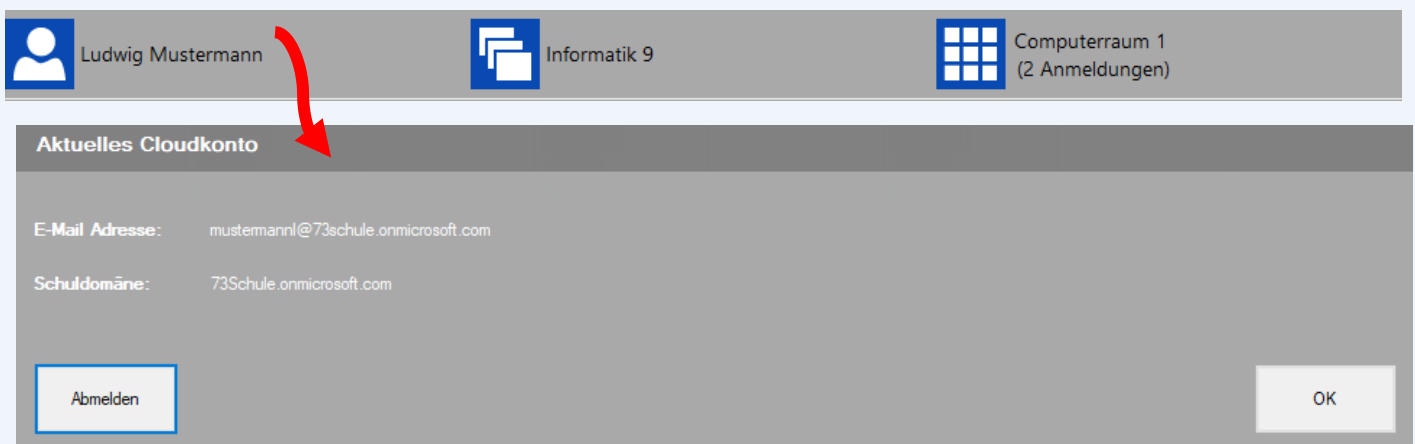 Ludwig Mustermann
Informatik 9
Computerraum 1
(2 Anmeldungen)
Aktuelles Cloudkonto
E-Mail Adresse: mustermannl@73schule.onmicrosoft.com
Schuldomäne: 73Schule.onmicrosoft.com
Abmelden
OK